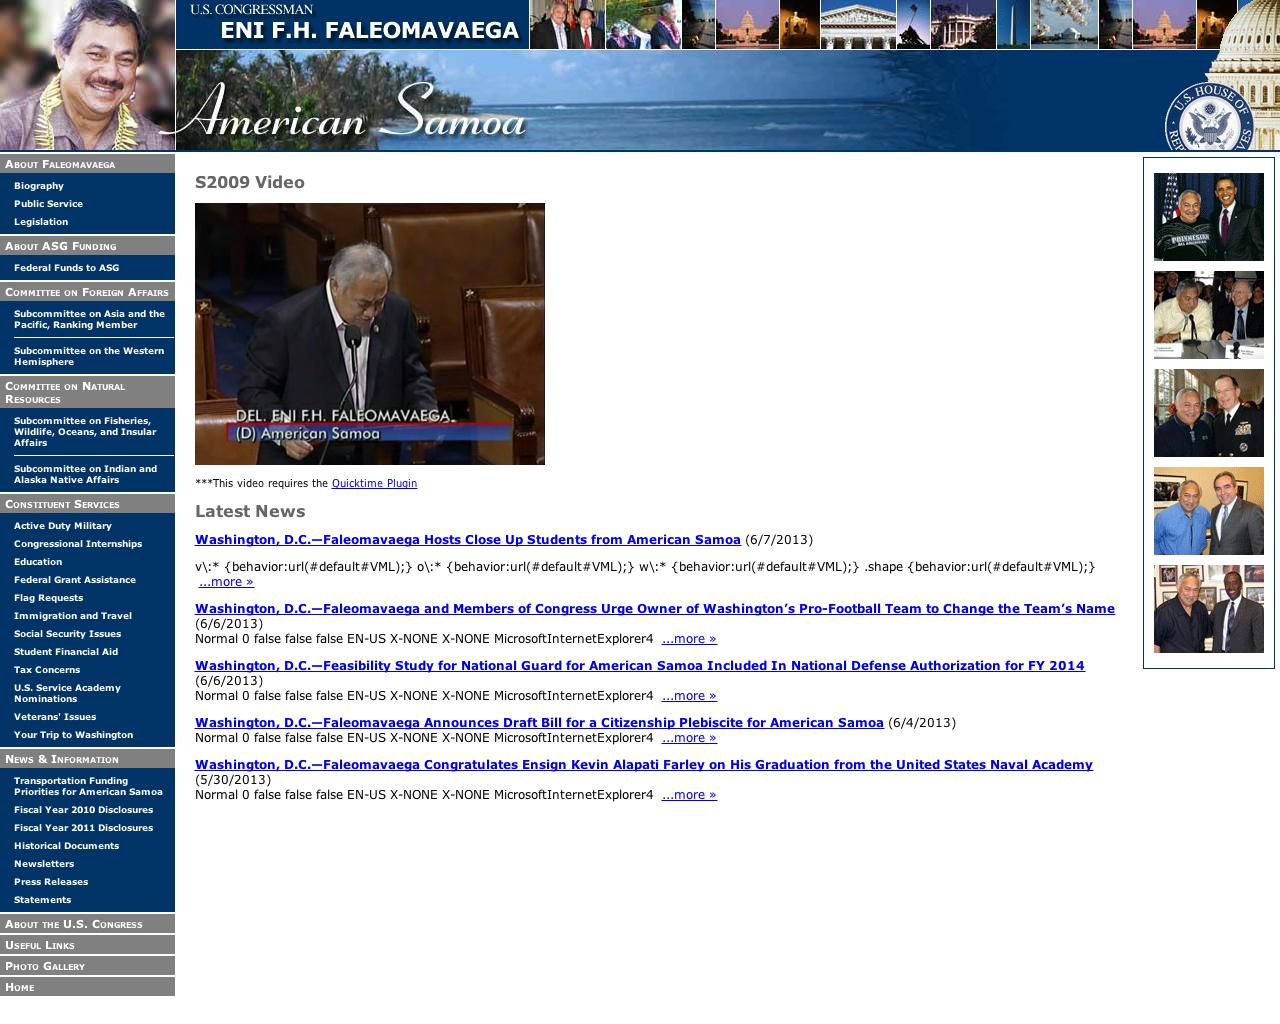 U.S. CONGRESSMAN
ENI F.H. FALEOMAVAEGA
American Samoa
U.S. HOUSE OF
About Faleomavaega
Biography
Public Service
Legislation
About ASG Funding
Federal Funds to ASG
Committee on Foreign Affairs
Subcommittee on Asia and the
Pacific, Ranking Member
Subcommittee on the Western
Hemisphere
Committee on Natural
Resources
Subcommittee on Fisheries,
Wildlife, Oceans, and Insular
Affairs
Subcommittee on Indian and
Alaska Native Affairs
Constituent Services
Active Duty Military
Congressional Internships
Education
Federal Grant Assistance
Flag Requests
Immigration and Travel
Social Security Issues
Student Financial Aid
Tax Concerns
U.S. Service Academy
Nominations
Veterans' Issues
Your Trip to Washington
News & Information
Transportation Funding
Priorities for American Samoa
Fiscal Year 2010 Disclosures
Fiscal Year 2011 Disclosures
Historical Documents
Newsletters
Press Releases
Statements
About the U.S. Congress
Useful Links
Photo Gallery
Home
S2009 Video
DEL. ENI F.H. FALEOMAVAEGA
(D) American Samoa
***This video requires the Quicktime Plugin
Latest News
Washington, D.C.—Faleomavaega Hosts Close Up Students from American Samoa (6/7/2013)
v\:* {behavior:url(#default#VML);} o\:* {behavior:url(#default#VML);} w\:* {behavior:url(#default#VML);} .shape {behavior:url(#default#VML);}
...more »
Washington, D.C.—Faleomavaega and Members of Congress Urge Owner of Washington’s Pro-Football Team to Change the Team’s Name
(6/6/2013)
Normal 0 false false false EN-US X-NONE X-NONE MicrosoftInternetExplorer4 ...more »
Washington, D.C.—Feasibility Study for National Guard for American Samoa Included In National Defense Authorization for FY 2014
(6/6/2013)
Normal 0 false false false EN-US X-NONE X-NONE MicrosoftInternetExplorer4 ...more »
Washington, D.C.—Faleomavaega Announces Draft Bill for a Citizenship Plebiscite for American Samoa (6/4/2013)
Normal 0 false false false EN-US X-NONE X-NONE MicrosoftInternetExplorer4 ...more »
Washington, D.C.—Faleomavaega Congratulates Ensign Kevin Alapati Farley on His Graduation from the United States Naval Academy
(5/30/2013)
Normal 0 false false false EN-US X-NONE X-NONE MicrosoftInternetExplorer4 ...more »
POLYNESIAN